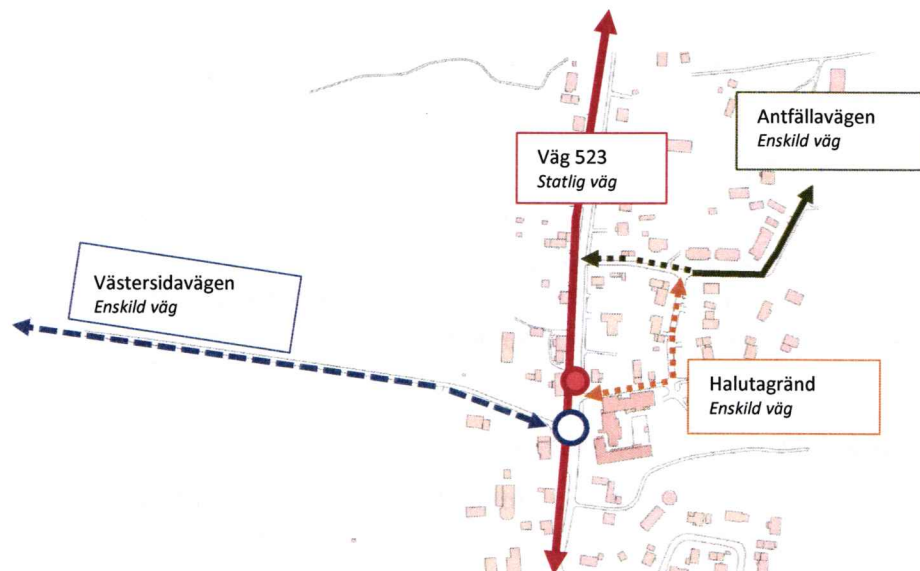 Antfällavägen
Enskild väg
Väg 523
Statlig väg
Västersidavägen
Enskild väg
Halutagränd
Enskild väg